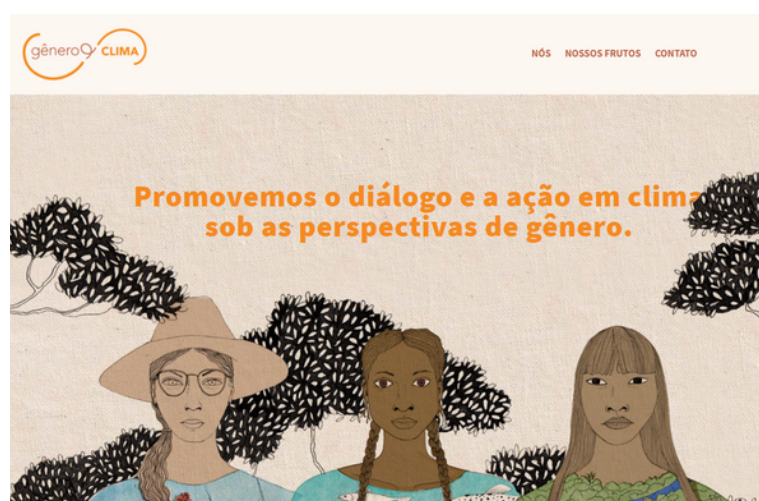 gênero CLIMA
NÓS NOSSOS FRUTOS CONTATO
Promovemos o diálogo e a ação em clima
sob as perspectivas de gênero.